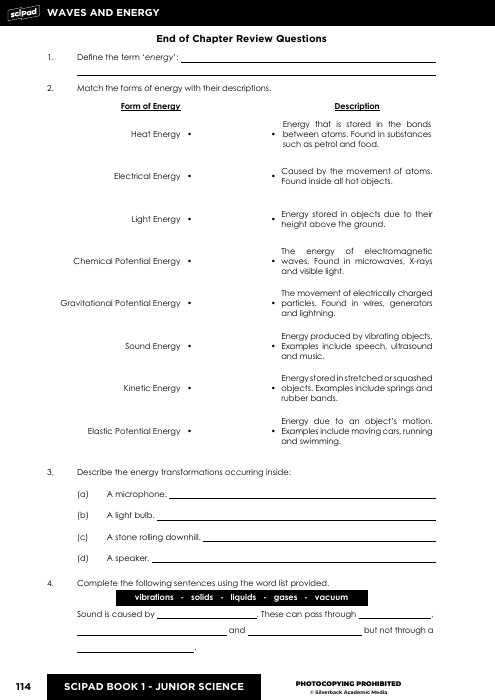 scipad WAVES AND ENERGY
End of Chapter Review Questions
1. Define the term 'energy':
2. Match the forms of energy with their descriptions.
Form of Energy Description
Heat Energy •
• Energy that is stored in the bonds
between atoms. Found in substances
such as petrol and food.
Electrical Energy •
• Caused by the movement of atoms.
Found inside all hot objects.
Light Energy •
• Energy stored in objects due to their
height above the ground.
Chemical Potential Energy •
• The energy of electromagnetic
waves. Found in microwaves, X-rays
and visible light.
Gravitational Potential Energy •
• The movement of electrically charged
particles. Found in wires, generators
and lightning.
Sound Energy •
• Energy produced by vibrating objects.
Examples include speech, ultrasound
and music.
Kinetic Energy •
• Energy stored in stretched or squashed
objects. Examples include springs and
rubber bands.
Elastic Potential Energy •
• Energy due to an object's motion.
Examples include moving cars, running
and swimming.
3. Describe the energy transformations occurring inside:
(a) A microphone.
(b) A light bulb.
(c) A stone rolling downhill.
(d) A speaker.
4. Complete the following sentences using the word list provided.
vibrations - solids - liquids - gases - vacuum
Sound is caused by . These can pass through ,
and but not through a
.
114 SCIPAD BOOK 1 - JUNIOR SCIENCE PHOTOCOPYING PROHIBITED
© Silverback Academic Media